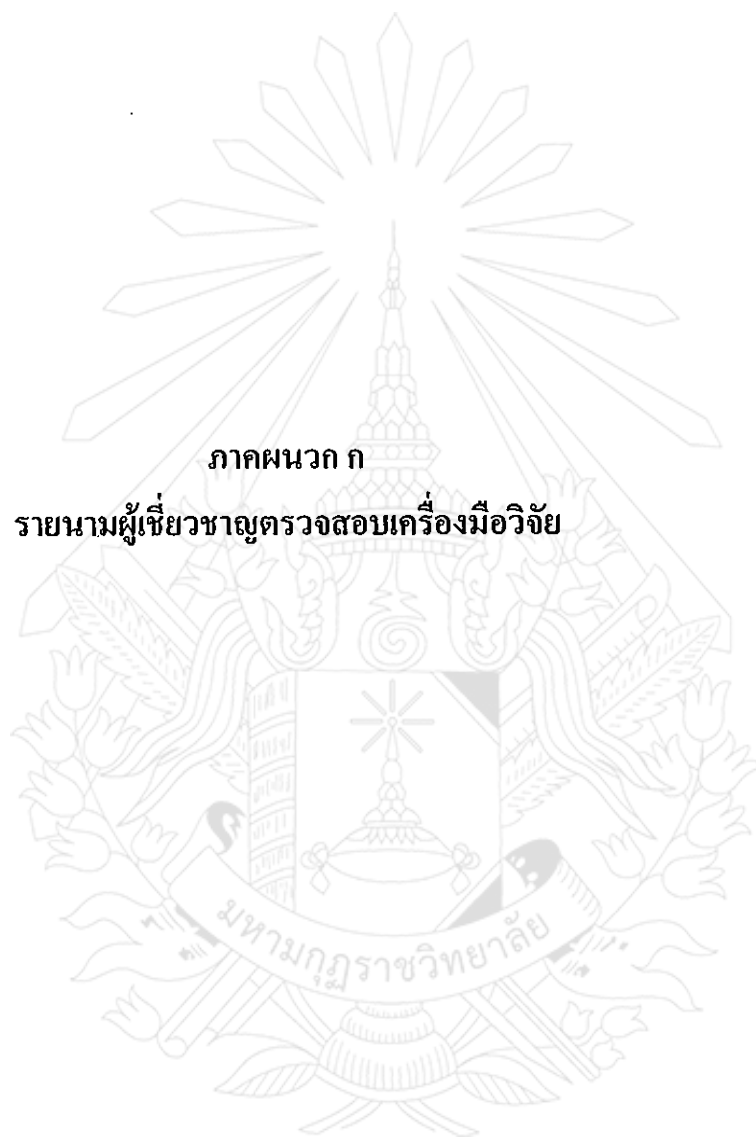 ภาคผนวก ก
รายนามผู้เชี่ยวชาญตรวจสอบเครื่องมือวิจัย
มหามกุฏราชวิทยาลัย